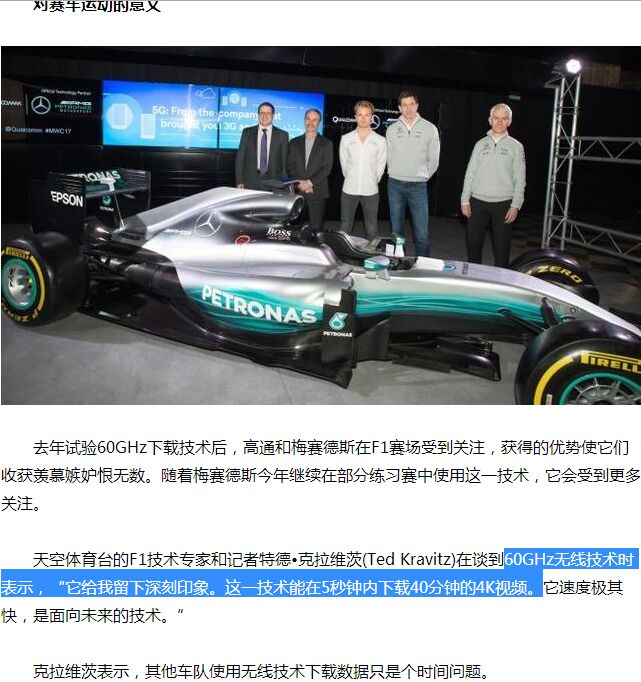 对赛车运动的意义
Official Technology Partner
PETRONAS
@Qualcomm #MWC17
5G: From the company that
brought you 3G and
EPSON
PETRONAS
BOSS
PETRONAS
PETRONAS
P ZERO
PIRELLI
去年试验60GHz下载技术后，高通和梅赛德斯在F1赛场受到关注，获得的优势使它们
收获羡慕嫉妒恨无数。随着梅赛德斯今年继续在部分练习赛中使用这一技术，它会受到更多
关注。
天空体育台的F1技术专家和记者特德•克拉维茨(Ted Kravitz)在谈到60GHz无线技术时
表示，“它给我留下深刻印象。这一技术能在5秒钟内下载40分钟的4K视频。它速度极其
快，是面向未来的技术。”
克拉维茨表示，其他车队使用无线技术下载数据只是个时间问题。